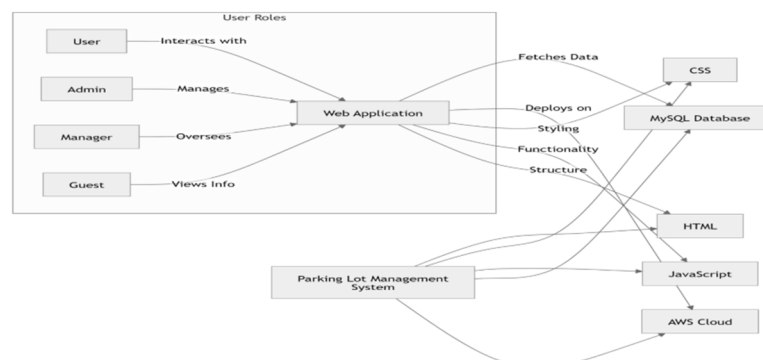 User Roles
User
Interacts with
Admin
Manages
Manager
Oversees
Guest
Views Info
Web Application
Fetches Data
Deploys on
Styling
Functionality
Structure
CSS
MySQL Database
HTML
JavaScript
AWS Cloud
Parking Lot Management
System